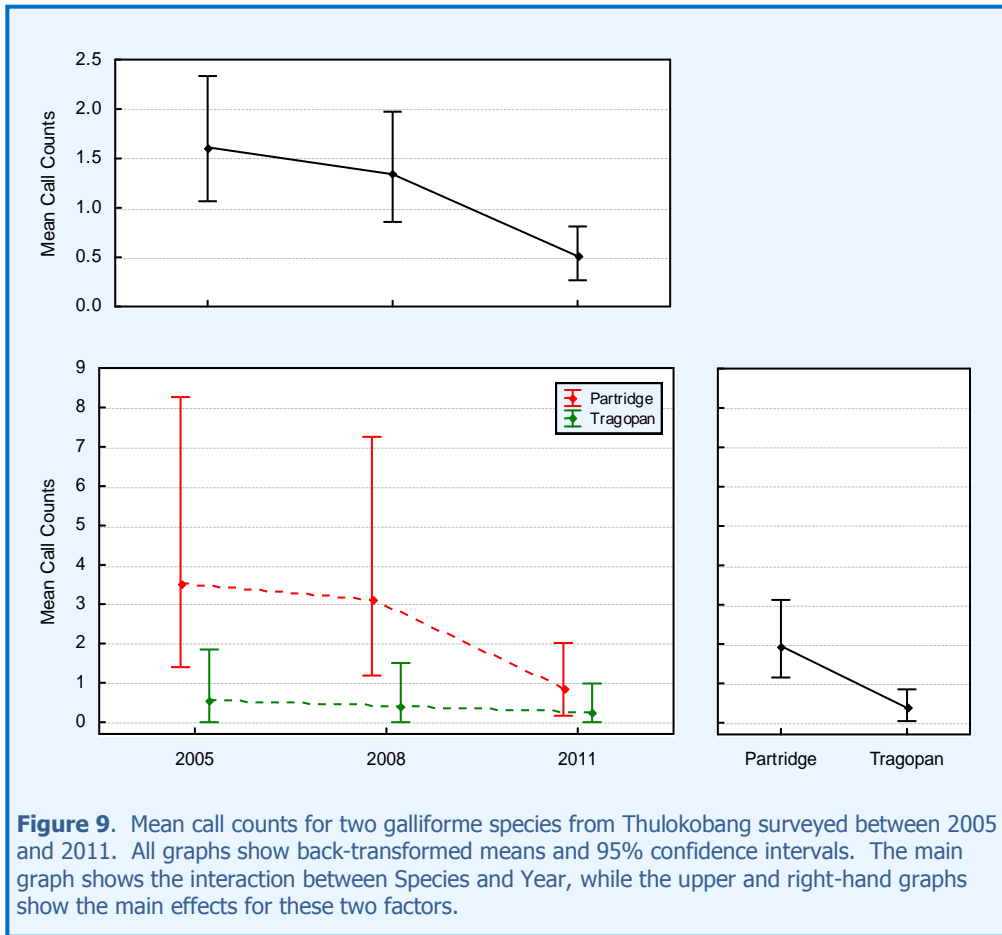 2.5
2.0
1.5
1.0
0.5
0.0
Mean Call Counts
9
8
7
6
5
4
3
2
1
0
Mean Call Counts
Partridge
Tragopan
2005 2008 2011
Partridge Tragopan
Figure 9. Mean call counts for two galliforme species from Thulokobang surveyed between 2005
and 2011. All graphs show back-transformed means and 95% confidence intervals. The main
graph shows the interaction between Species and Year, while the upper and right-hand graphs
show the main effects for these two factors.